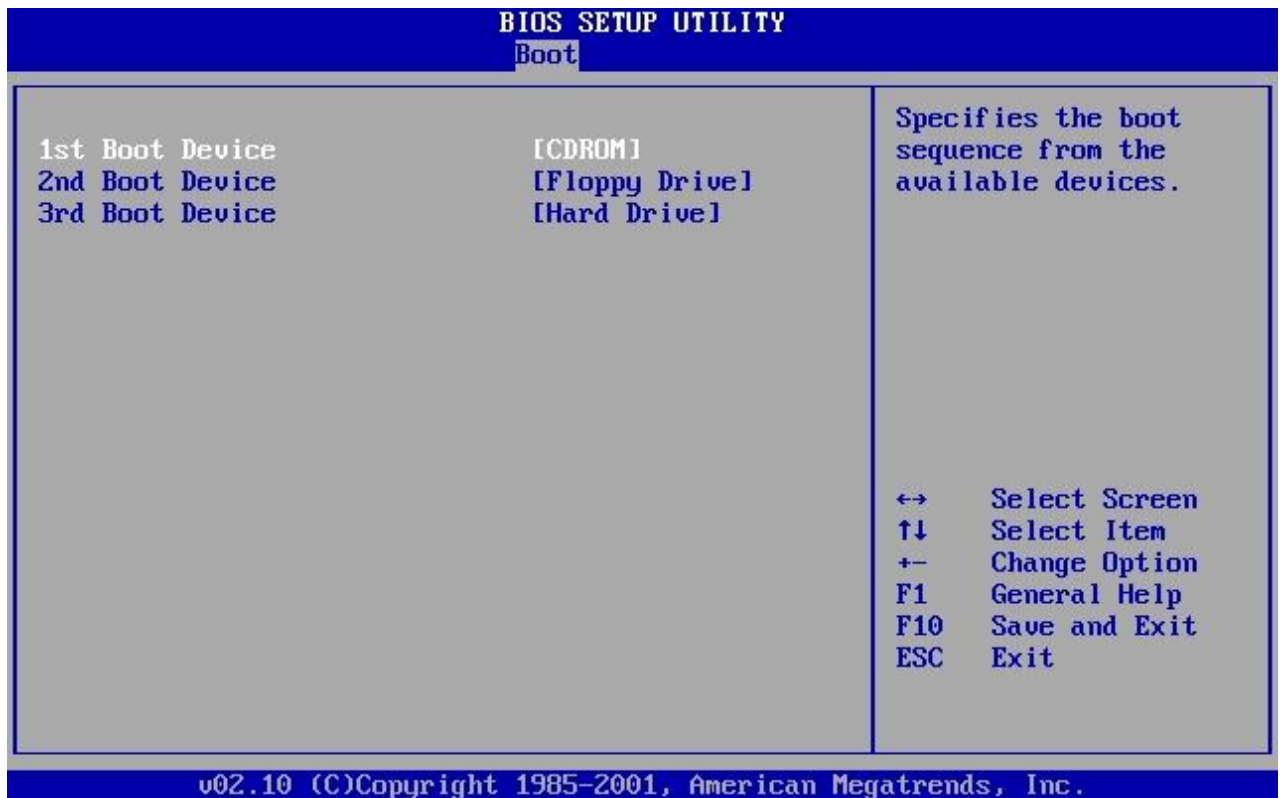 BIOS SETUP UTILITY
Boot
1st Boot Device [CDROM]
2nd Boot Device [Floppy Drive]
3rd Boot Device [Hard Drive]
Specifies the boot
sequence from the
available devices.
←→ Select Screen
↑↓ Select Item
+- Change Option
F1 General Help
F10 Save and Exit
ESC Exit
v02.10 (C)Copyright 1985-2001, American Megatrends, Inc.